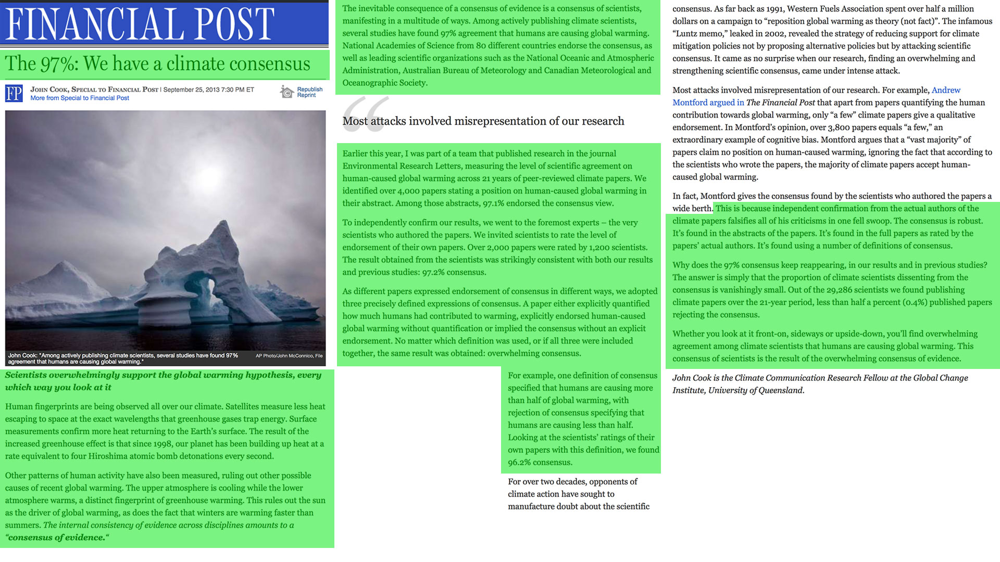 FINANCIAL POST
The 97%: We have a climate consensus
FP
JOHN COOK, SPECIAL TO FINANCIAL POST | September 25, 2013 7:30 PM ET
More from Special to Financial Post
Republish
Reprint
John Cook: "Among actively publishing climate scientists, several studies have found 97%
agreement that humans are causing global warming."
AP Photo/John McConnico, File
Scientists overwhelmingly support the global warming hypothesis, every
which way you look at it
Human fingerprints are being observed all over our climate. Satellites measure less heat
escaping to space at the exact wavelengths that greenhouse gases trap energy. Surface
measurements confirm more heat returning to the Earth’s surface. The result of the
increased greenhouse effect is that since 1998, our planet has been building up heat at a
rate equivalent to four Hiroshima atomic bomb detonations every second.
Other patterns of human activity have also been measured, ruling out other possible
causes of recent global warming. The upper atmosphere is cooling while the lower
atmosphere warms, a distinct fingerprint of greenhouse warming. This rules out the sun
as the driver of global warming, as does the fact that winters are warming faster than
summers. The internal consistency of evidence across disciplines amounts to a
“consensus of evidence.“
The inevitable consequence of a consensus of evidence is a consensus of scientists,
manifesting in a multitude of ways. Among actively publishing climate scientists,
several studies have found 97% agreement that humans are causing global warming.
National Academies of Science from 80 different countries endorse the consensus, as
well as leading scientific organizations such as the National Oceanic and Atmospheric
Administration, Australian Bureau of Meteorology and Canadian Meteorological and
Oceanographic Society.
“
Most attacks involved misrepresentation of our research
Earlier this year, I was part of a team that published research in the journal
Environmental Research Letters, measuring the level of scientific agreement on
human-caused global warming across 21 years of peer-reviewed climate papers. We
identified over 4,000 papers stating a position on human-caused global warming in
their abstract. Among those abstracts, 97.1% endorsed the consensus view.
To independently confirm our results, we went to the foremost experts – the very
scientists who authored the papers. We invited scientists to rate the level of
endorsement of their own papers. Over 2,000 papers were rated by 1,200 scientists.
The result obtained from the scientists was strikingly consistent with both our results
and previous studies: 97.2% consensus.
As different papers expressed endorsement of consensus in different ways, we adopted
three precisely defined expressions of consensus. A paper either explicitly quantified
how much humans had contributed to warming, explicitly endorsed human-caused
global warming without quantification or implied the consensus without an explicit
endorsement. No matter which definition was used, or if all three were included
together, the same result was obtained: overwhelming consensus.
For example, one definition of consensus
specified that humans are causing more
than half of global warming, with
rejection of consensus specifying that
humans are causing less than half.
Looking at the scientists’ ratings of their
own papers with this definition, we found
96.2% consensus.
For over two decades, opponents of
climate action have sought to
manufacture doubt about the scientific
consensus. As far back as 1991, Western Fuels Association spent over half a million
dollars on a campaign to “reposition global warming as theory (not fact)”. The infamous
“Luntz memo,” leaked in 2002, revealed the strategy of reducing support for climate
mitigation policies not by proposing alternative policies but by attacking scientific
consensus. It came as no surprise when our research, finding an overwhelming and
strengthening scientific consensus, came under intense attack.
Most attacks involved misrepresentation of our research. For example, Andrew
Montford argued in The Financial Post that apart from papers quantifying the human
contribution towards global warming, only “a few” climate papers give a qualitative
endorsement. In Montford’s opinion, over 3,800 papers equals “a few,” an
extraordinary example of cognitive bias. Montford argues that a “vast majority” of
papers claim no position on human-caused warming, ignoring the fact that according to
the scientists who wrote the papers, the majority of climate papers accept human-
caused global warming.
In fact, Montford gives the consensus found by the scientists who authored the papers a
wide berth. This is because independent confirmation from the actual authors of the
climate papers falsifies all of his criticisms in one fell swoop. The consensus is robust.
It’s found in the abstracts of the papers. It’s found in the full papers as rated by the
papers’ actual authors. It’s found using a number of definitions of consensus.
Why does the 97% consensus keep reappearing, in our results and in previous studies?
The answer is simply that the proportion of climate scientists dissenting from the
consensus is vanishingly small. Out of the 29,286 scientists we found publishing
climate papers over the 21-year period, less than half a percent (0.4%) published papers
rejecting the consensus.
Whether you look at it front-on, sideways or upside-down, you’ll find overwhelming
agreement among climate scientists that humans are causing global warming. This
consensus of scientists is the result of the overwhelming consensus of evidence.
John Cook is the Climate Communication Research Fellow at the Global Change
Institute, University of Queensland.